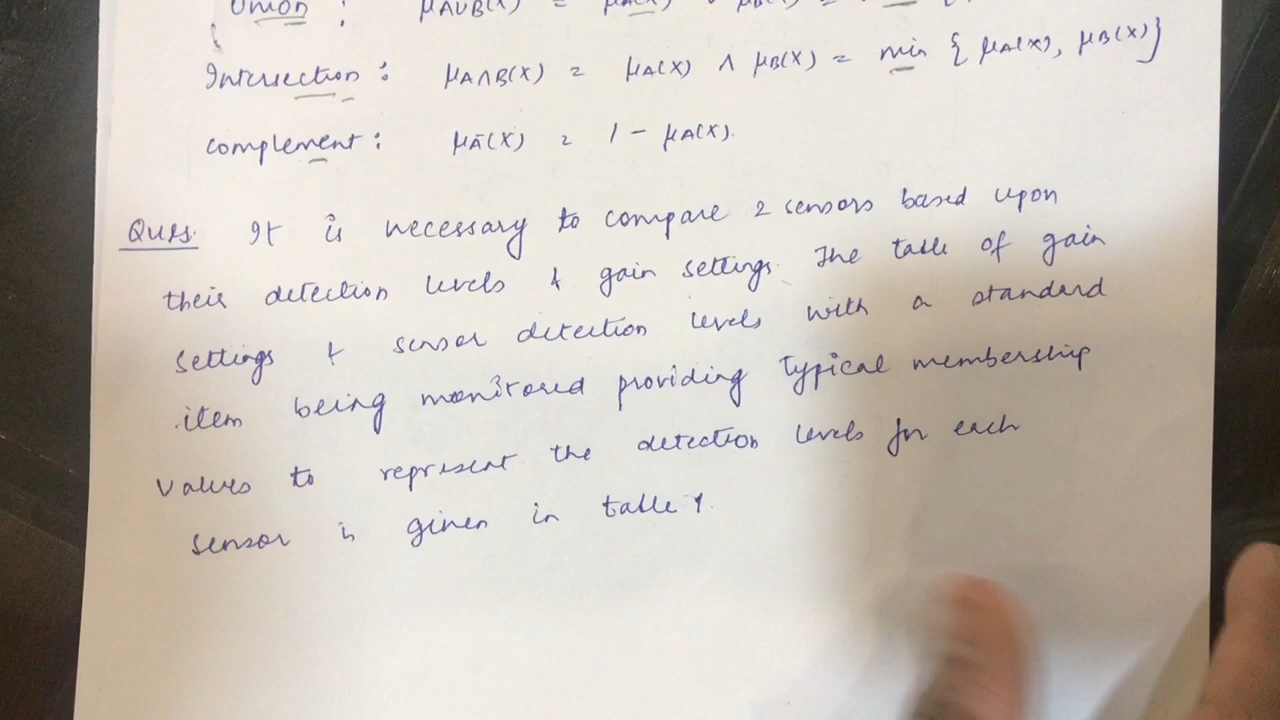 Union : μA∪B(x) =
Intersection : μA∩B(x) = μA(x) ∧ μB(x) = min { μA(x), μB(x)}
complement : μĀ(x) = 1 - μA(x).
Ques. It is necessary to compare 2 sensors based upon
their detection levels & gain settings. The table of gain
settings & sensor detection levels with a standard
item being monitored providing typical membership
values to represent the detection levels for each
sensor is given in table 1.